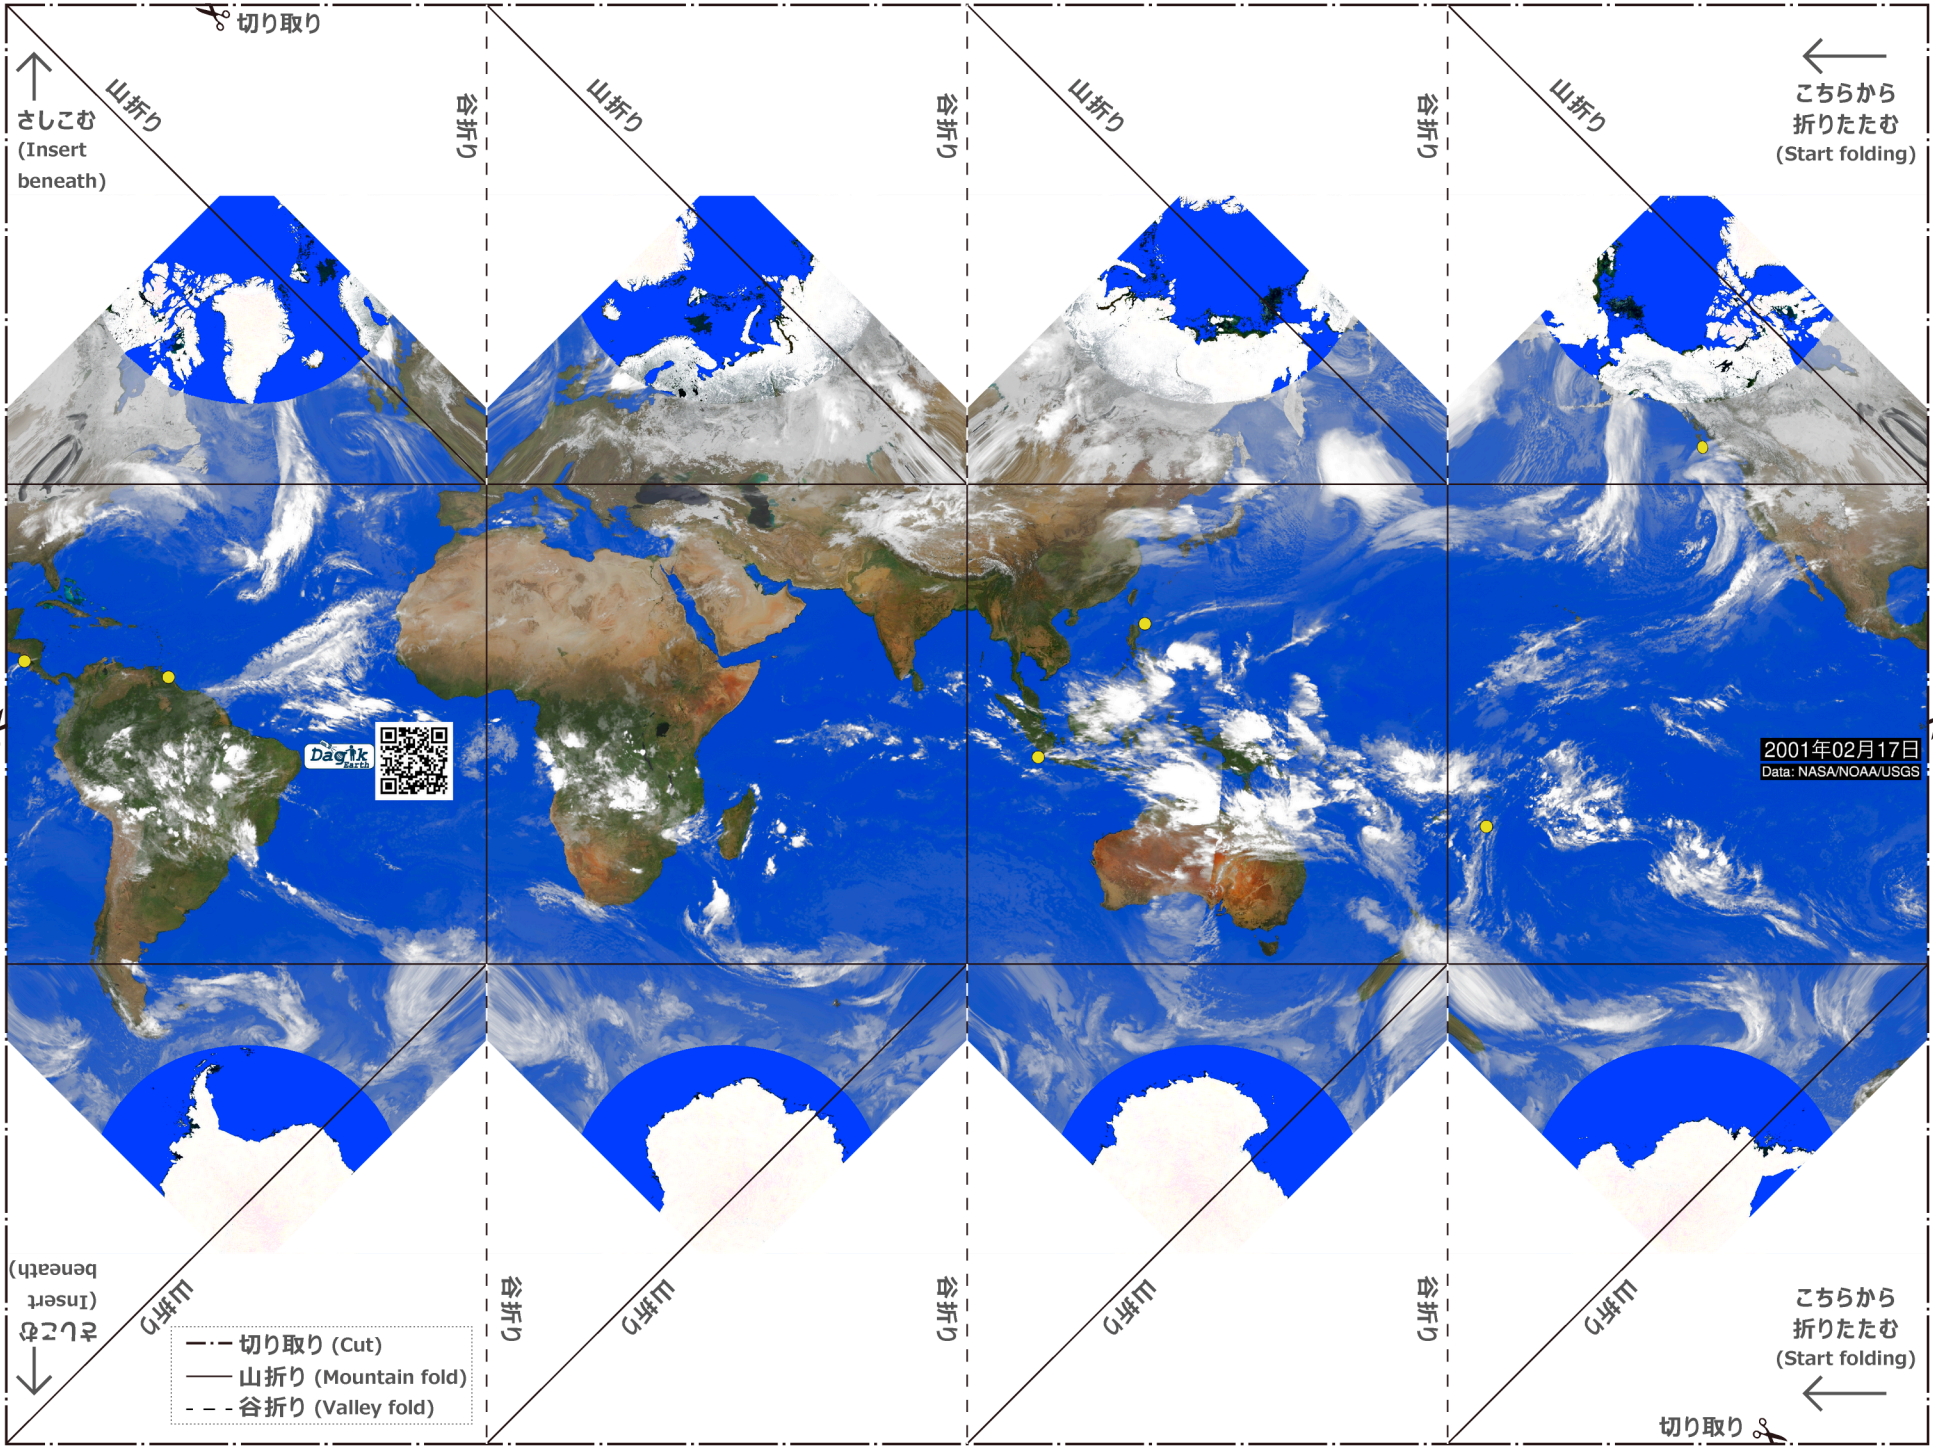 切り取り
山折り
谷折り
山折り
谷折り
山折り
谷折り
山折り
さしこむ
(Insert
beneath)
こちらから
折りたたむ
(Start folding)
Dagik
Earth
2001年02月17日
Data: NASA/NOAA/USGS
さしこむ
(Insert
beneath)
山折り
谷折り
山折り
谷折り
山折り
谷折り
山折り
こちらから
折りたたむ
(Start folding)
切り取り (Cut)
山折り (Mountain fold)
谷折り (Valley fold)
切り取り